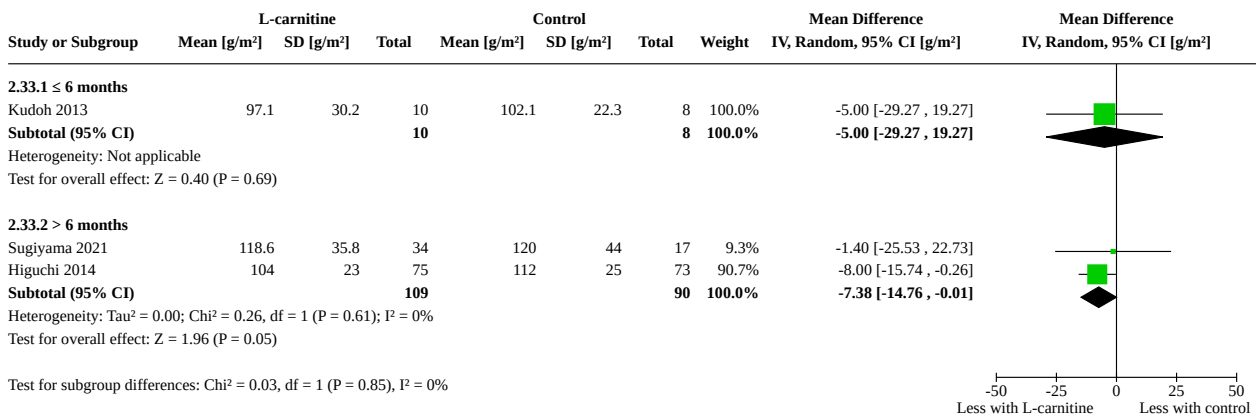 L-carnitine Control Mean Difference Mean Difference
Study or Subgroup Mean [g/m²] SD [g/m²] Total Mean [g/m²] SD [g/m²] Total Weight IV, Random, 95% CI [g/m²] IV, Random, 95% CI [g/m²]
2.33.1 ≤ 6 months
Kudoh 2013 97.1 30.2 10 102.1 22.3 8 100.0% -5.00 [-29.27 , 19.27]
Subtotal (95% CI) 10 8 100.0% -5.00 [-29.27 , 19.27]
Heterogeneity: Not applicable
Test for overall effect: Z = 0.40 (P = 0.69)
2.33.2 > 6 months
Sugiyama 2021 118.6 35.8 34 120 44 17 9.3% -1.40 [-25.53 , 22.73]
Higuchi 2014 104 23 75 112 25 73 90.7% -8.00 [-15.74 , -0.26]
Subtotal (95% CI) 109 90 100.0% -7.38 [-14.76 , -0.01]
Heterogeneity: Tau² = 0.00; Chi² = 0.26, df = 1 (P = 0.61); I² = 0%
Test for overall effect: Z = 1.96 (P = 0.05)
Test for subgroup differences: Chi² = 0.03, df = 1 (P = 0.85), I² = 0%
-50 -25 0 25 50
Less with L-carnitine Less with control